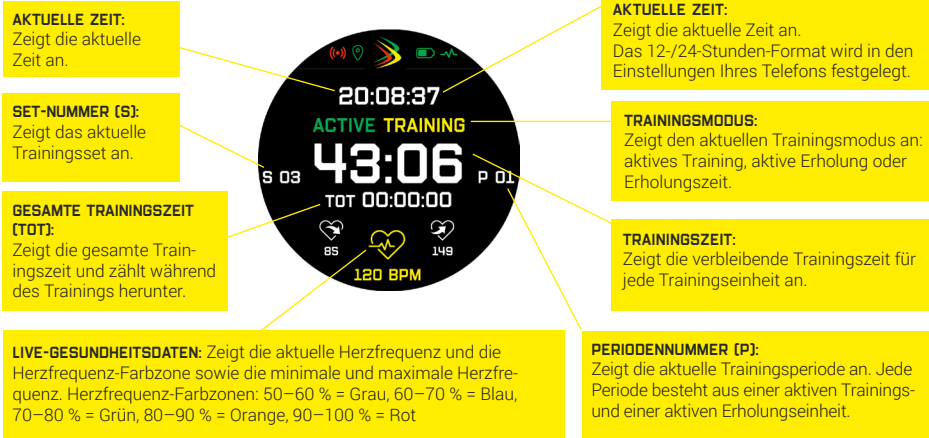 AKTUELLE ZEIT:
Zeigt die aktuelle
Zeit an.
SET-NUMMER (S):
Zeigt das aktuelle
Trainingsset an.
GESAMTE TRAININGSZEIT
(TOT):
Zeigt die gesamte Train-
ingszeit und zählt während
des Trainings herunter.
20:08:37
ACTIVE TRAINING
S 03 43:06 P 01
TOT 00:00:00
85 149
120 BPM
AKTUELLE ZEIT:
Zeigt die aktuelle Zeit an.
Das 12-/24-Stunden-Format wird in den
Einstellungen Ihres Telefons festgelegt.
TRAININGSMODUS:
Zeigt den aktuellen Trainingsmodus an:
aktives Training, aktive Erholung oder
Erholungszeit.
TRAININGSZEIT:
Zeigt die verbleibende Trainingszeit für
jede Trainingseinheit an.
LIVE-GESUNDHEITSDATEN: Zeigt die aktuelle Herzfrequenz und die
Herzfrequenz-Farbzone sowie die minimale und maximale Herzfre-
quenz. Herzfrequenz-Farbzonen: 50–60 % = Grau, 60–70 % = Blau,
70–80 % = Grün, 80–90 % = Orange, 90–100 % = Rot
PERIODENNUMMER (P):
Zeigt die aktuelle Trainingsperiode an. Jede
Periode besteht aus einer aktiven Trainings-
und einer aktiven Erholungseinheit.